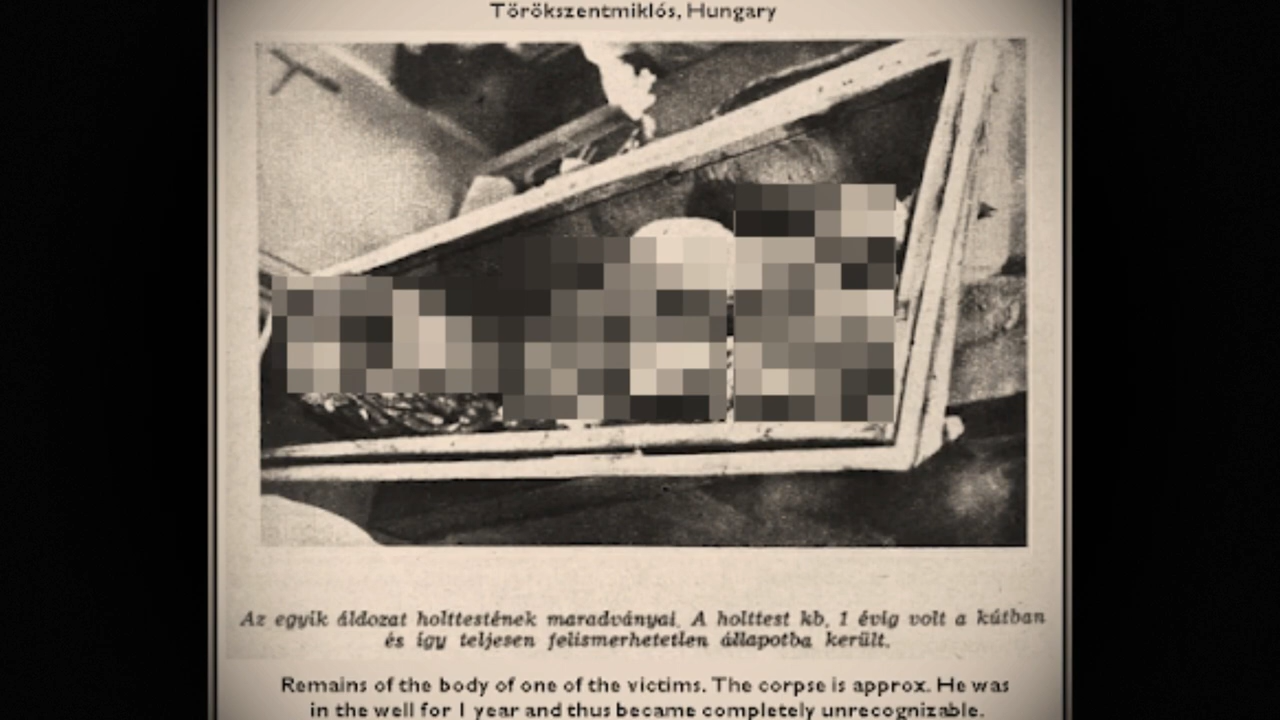 Törökszentmiklós, Hungary
Az egyik áldozat holttestének maradványai. A holttest kb. 1 évig volt a kútban
és így teljesen felismerhetetlen állapotba került.
Remains of the body of one of the victims. The corpse is approx. He was
in the well for 1 year and thus became completely unrecognizable.